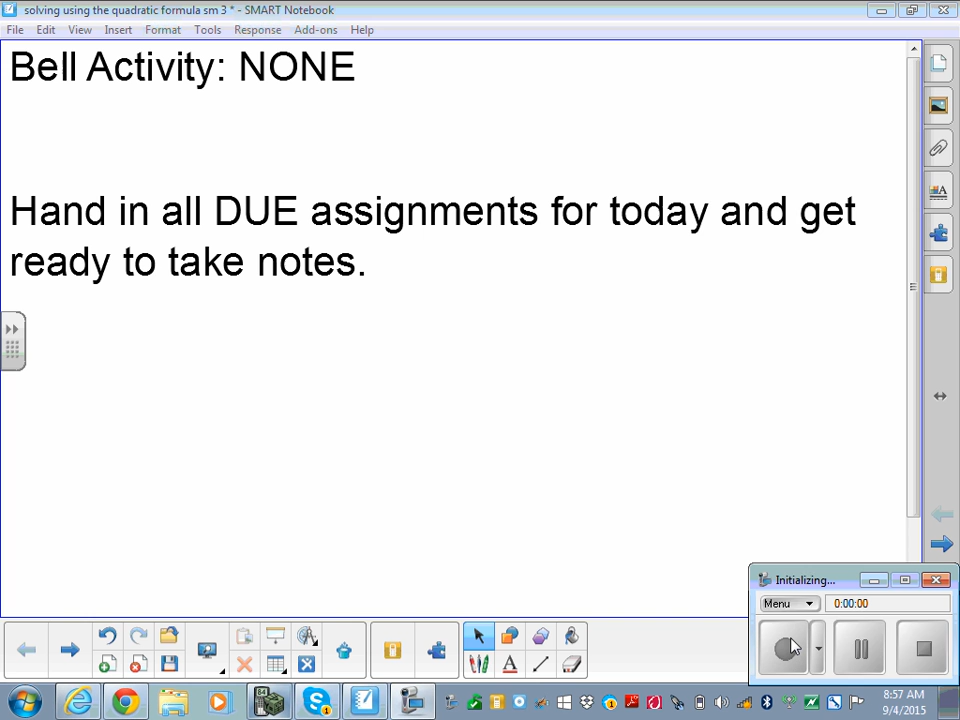 solving using the quadratic formula sm 3 * - SMART Notebook
File Edit View Insert Format Tools Response Add-ons Help
Bell Activity: NONE
Hand in all DUE assignments for today and get
ready to take notes.
Initializing...
Menu 0:00:00
8:57 AM
9/4/2015